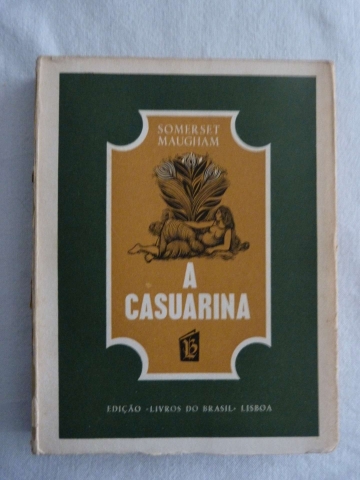 SOMERSET
MAUGHAM
A
CASUARINA
EDIÇÃO «LIVROS DO BRASIL» LISBOA